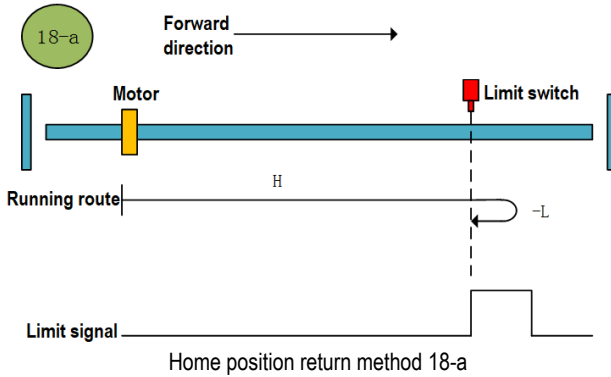 18-a
Forward
direction
Motor
Limit switch
H
Running route
-L
Limit signal
Home position return method 18-a